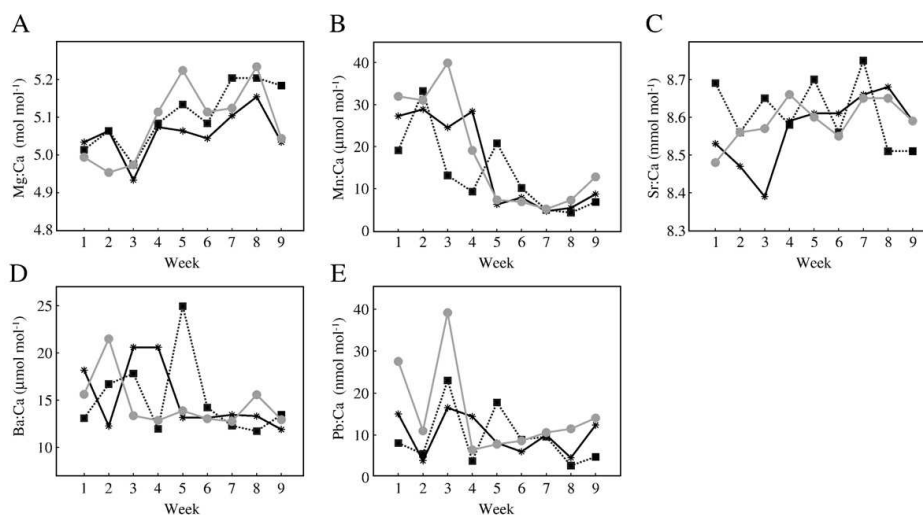 A
Mg:Ca (mmol mol⁻¹)
5.2
5.1
5.0
4.9
4.8
1 2 3 4 5 6 7 8 9
Week
B
Mn:Ca (µmol mol⁻¹)
40
30
20
10
0
1 2 3 4 5 6 7 8 9
Week
C
Sr:Ca (mmol mol⁻¹)
8.7
8.6
8.5
8.4
8.3
1 2 3 4 5 6 7 8 9
Week
D
Ba:Ca (µmol mol⁻¹)
25
20
15
10
1 2 3 4 5 6 7 8 9
Week
E
Pb:Ca (nmol mol⁻¹)
40
30
20
10
0
1 2 3 4 5 6 7 8 9
Week